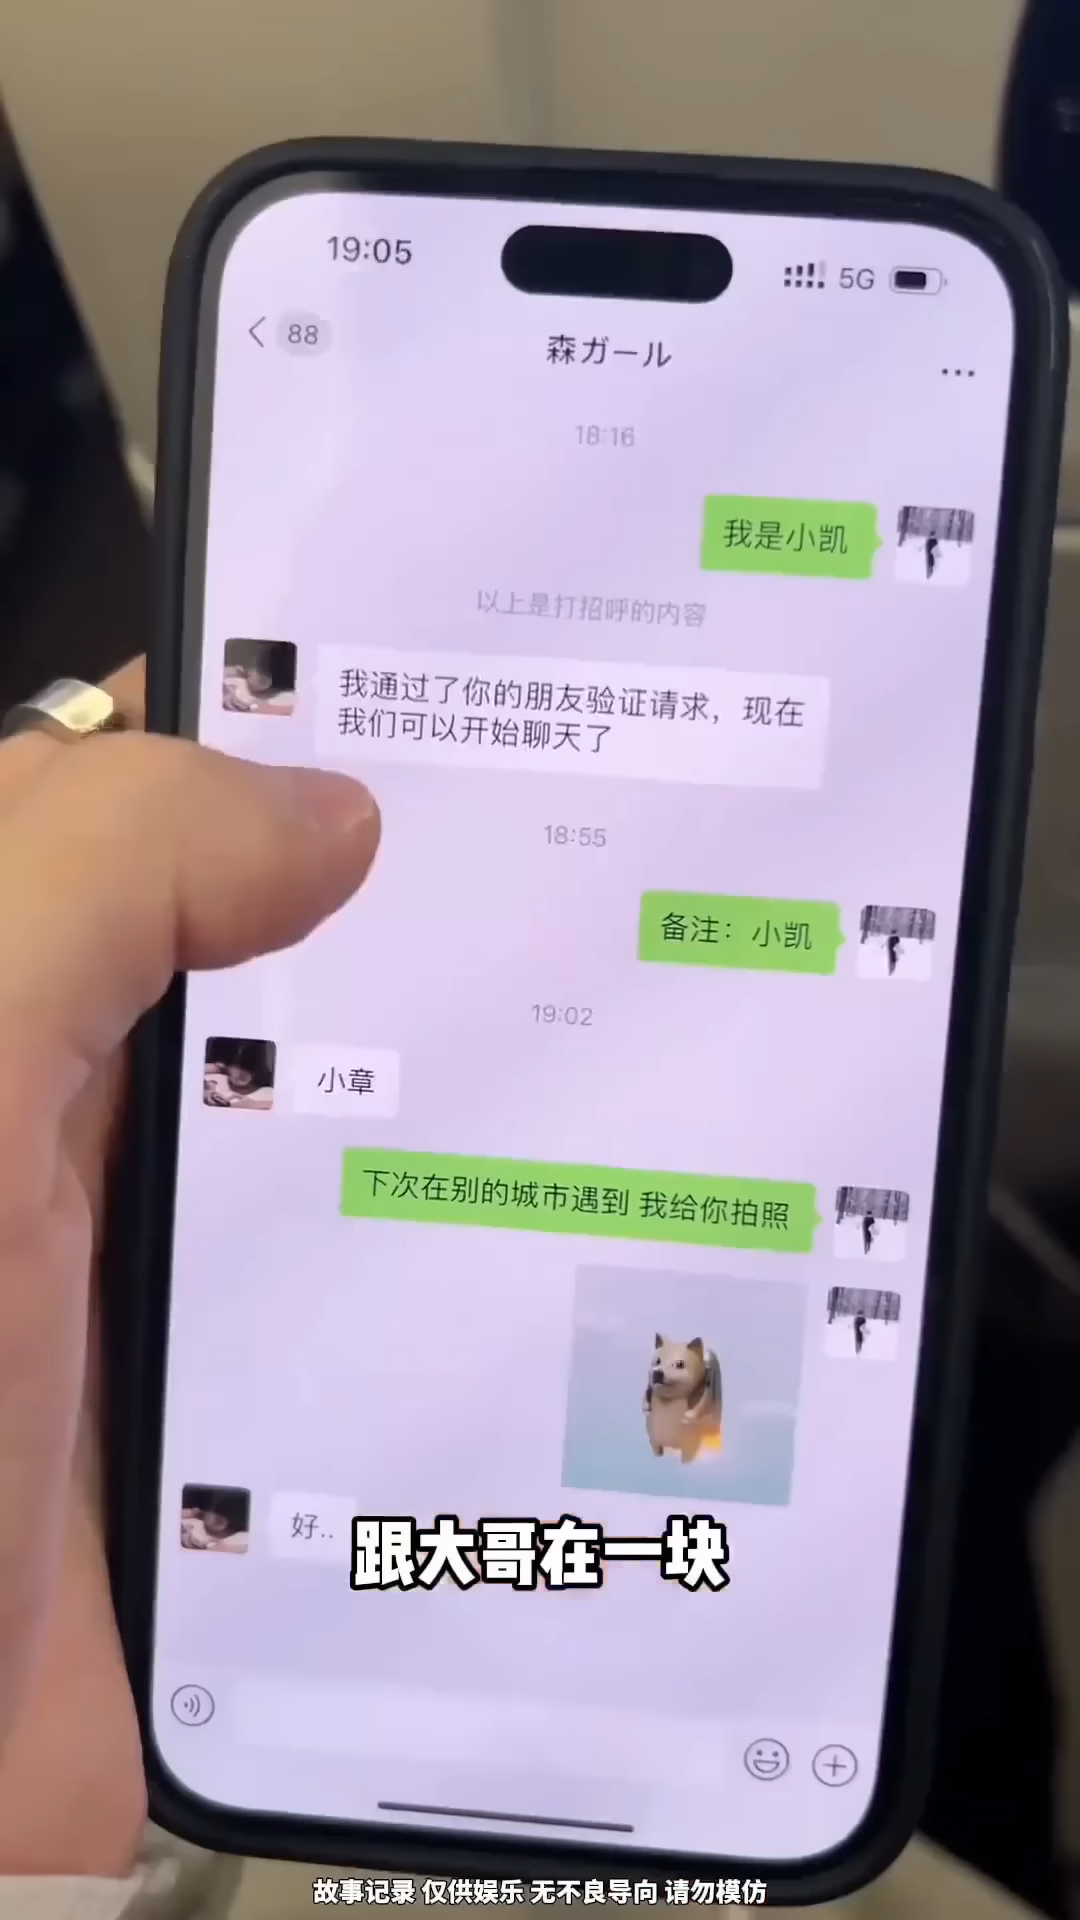 19:05
5G
88
森ガール
18:16
我是小凯
以上是打招呼的内容
我通过了你的朋友验证请求，现在
我们可以开始聊天了
18:55
备注：小凯
19:02
小章
下次在别的城市遇到 我给你拍照
好..
跟大哥在一块
故事记录 仅供娱乐 无不良导向 请勿模仿